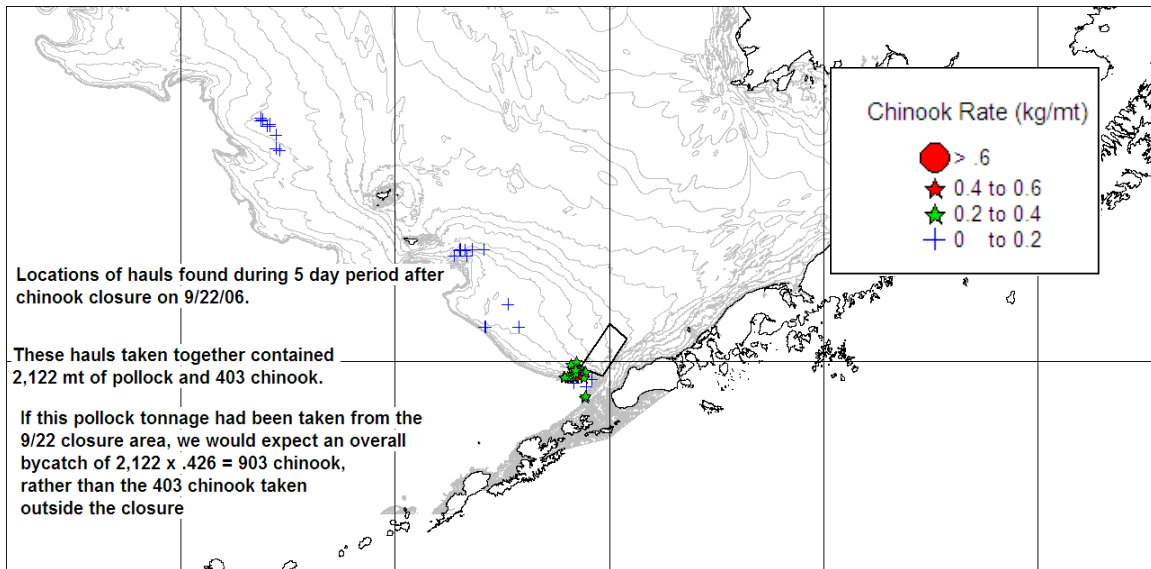 Chinook Rate (kg/mt)
> .6
0.4 to 0.6
0.2 to 0.4
0 to 0.2
Locations of hauls found during 5 day period after
chinook closure on 9/22/06.
These hauls taken together contained
2,122 mt of pollock and 403 chinook.
If this pollock tonnage had been taken from the
9/22 closure area, we would expect an overall
bycatch of 2,122 x .426 = 903 chinook,
rather than the 403 chinook taken
outside the closure